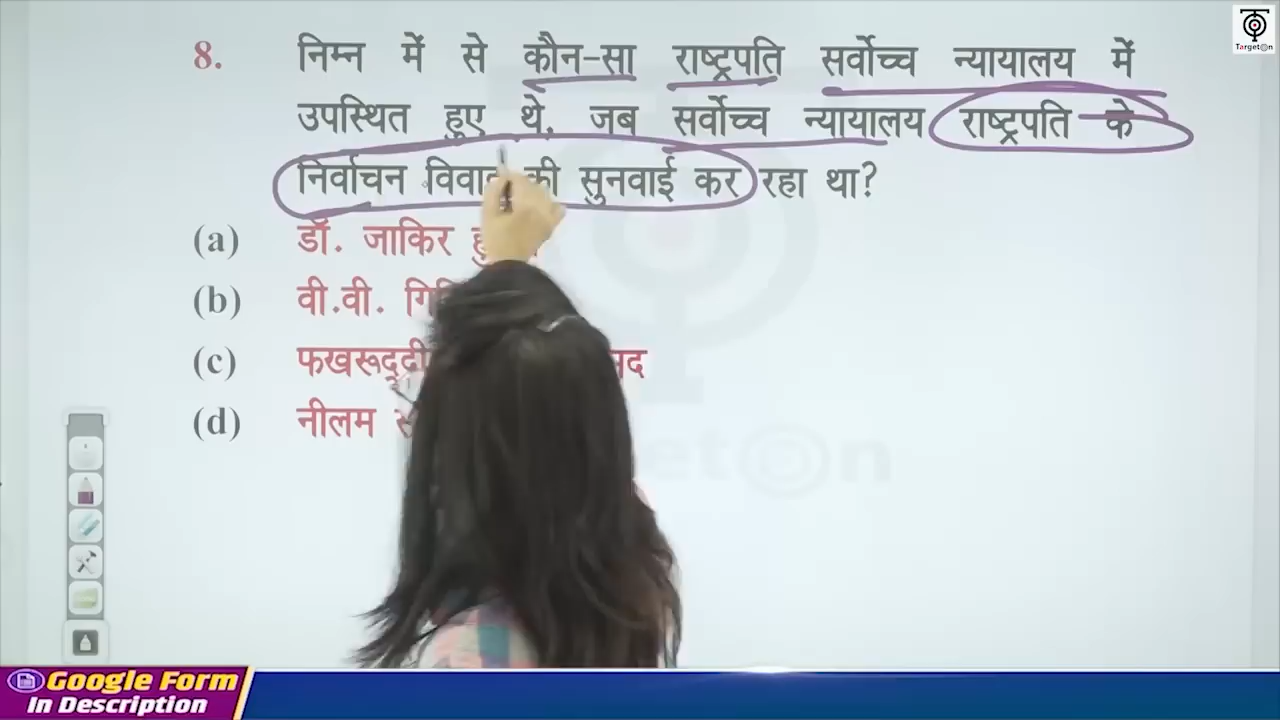 Target
8. निम्न में से कौन-सा राष्ट्रपति सर्वोच्च न्यायालय में
उपस्थित हुए थे, जब सर्वोच्च न्यायालय राष्ट्रपति के
निर्वाचन की सुनवाई कर रहा था?
(a) डॉ. जाकिर
(b) वी.वी.
(c)
(d) नीलम
Google Form
In Description